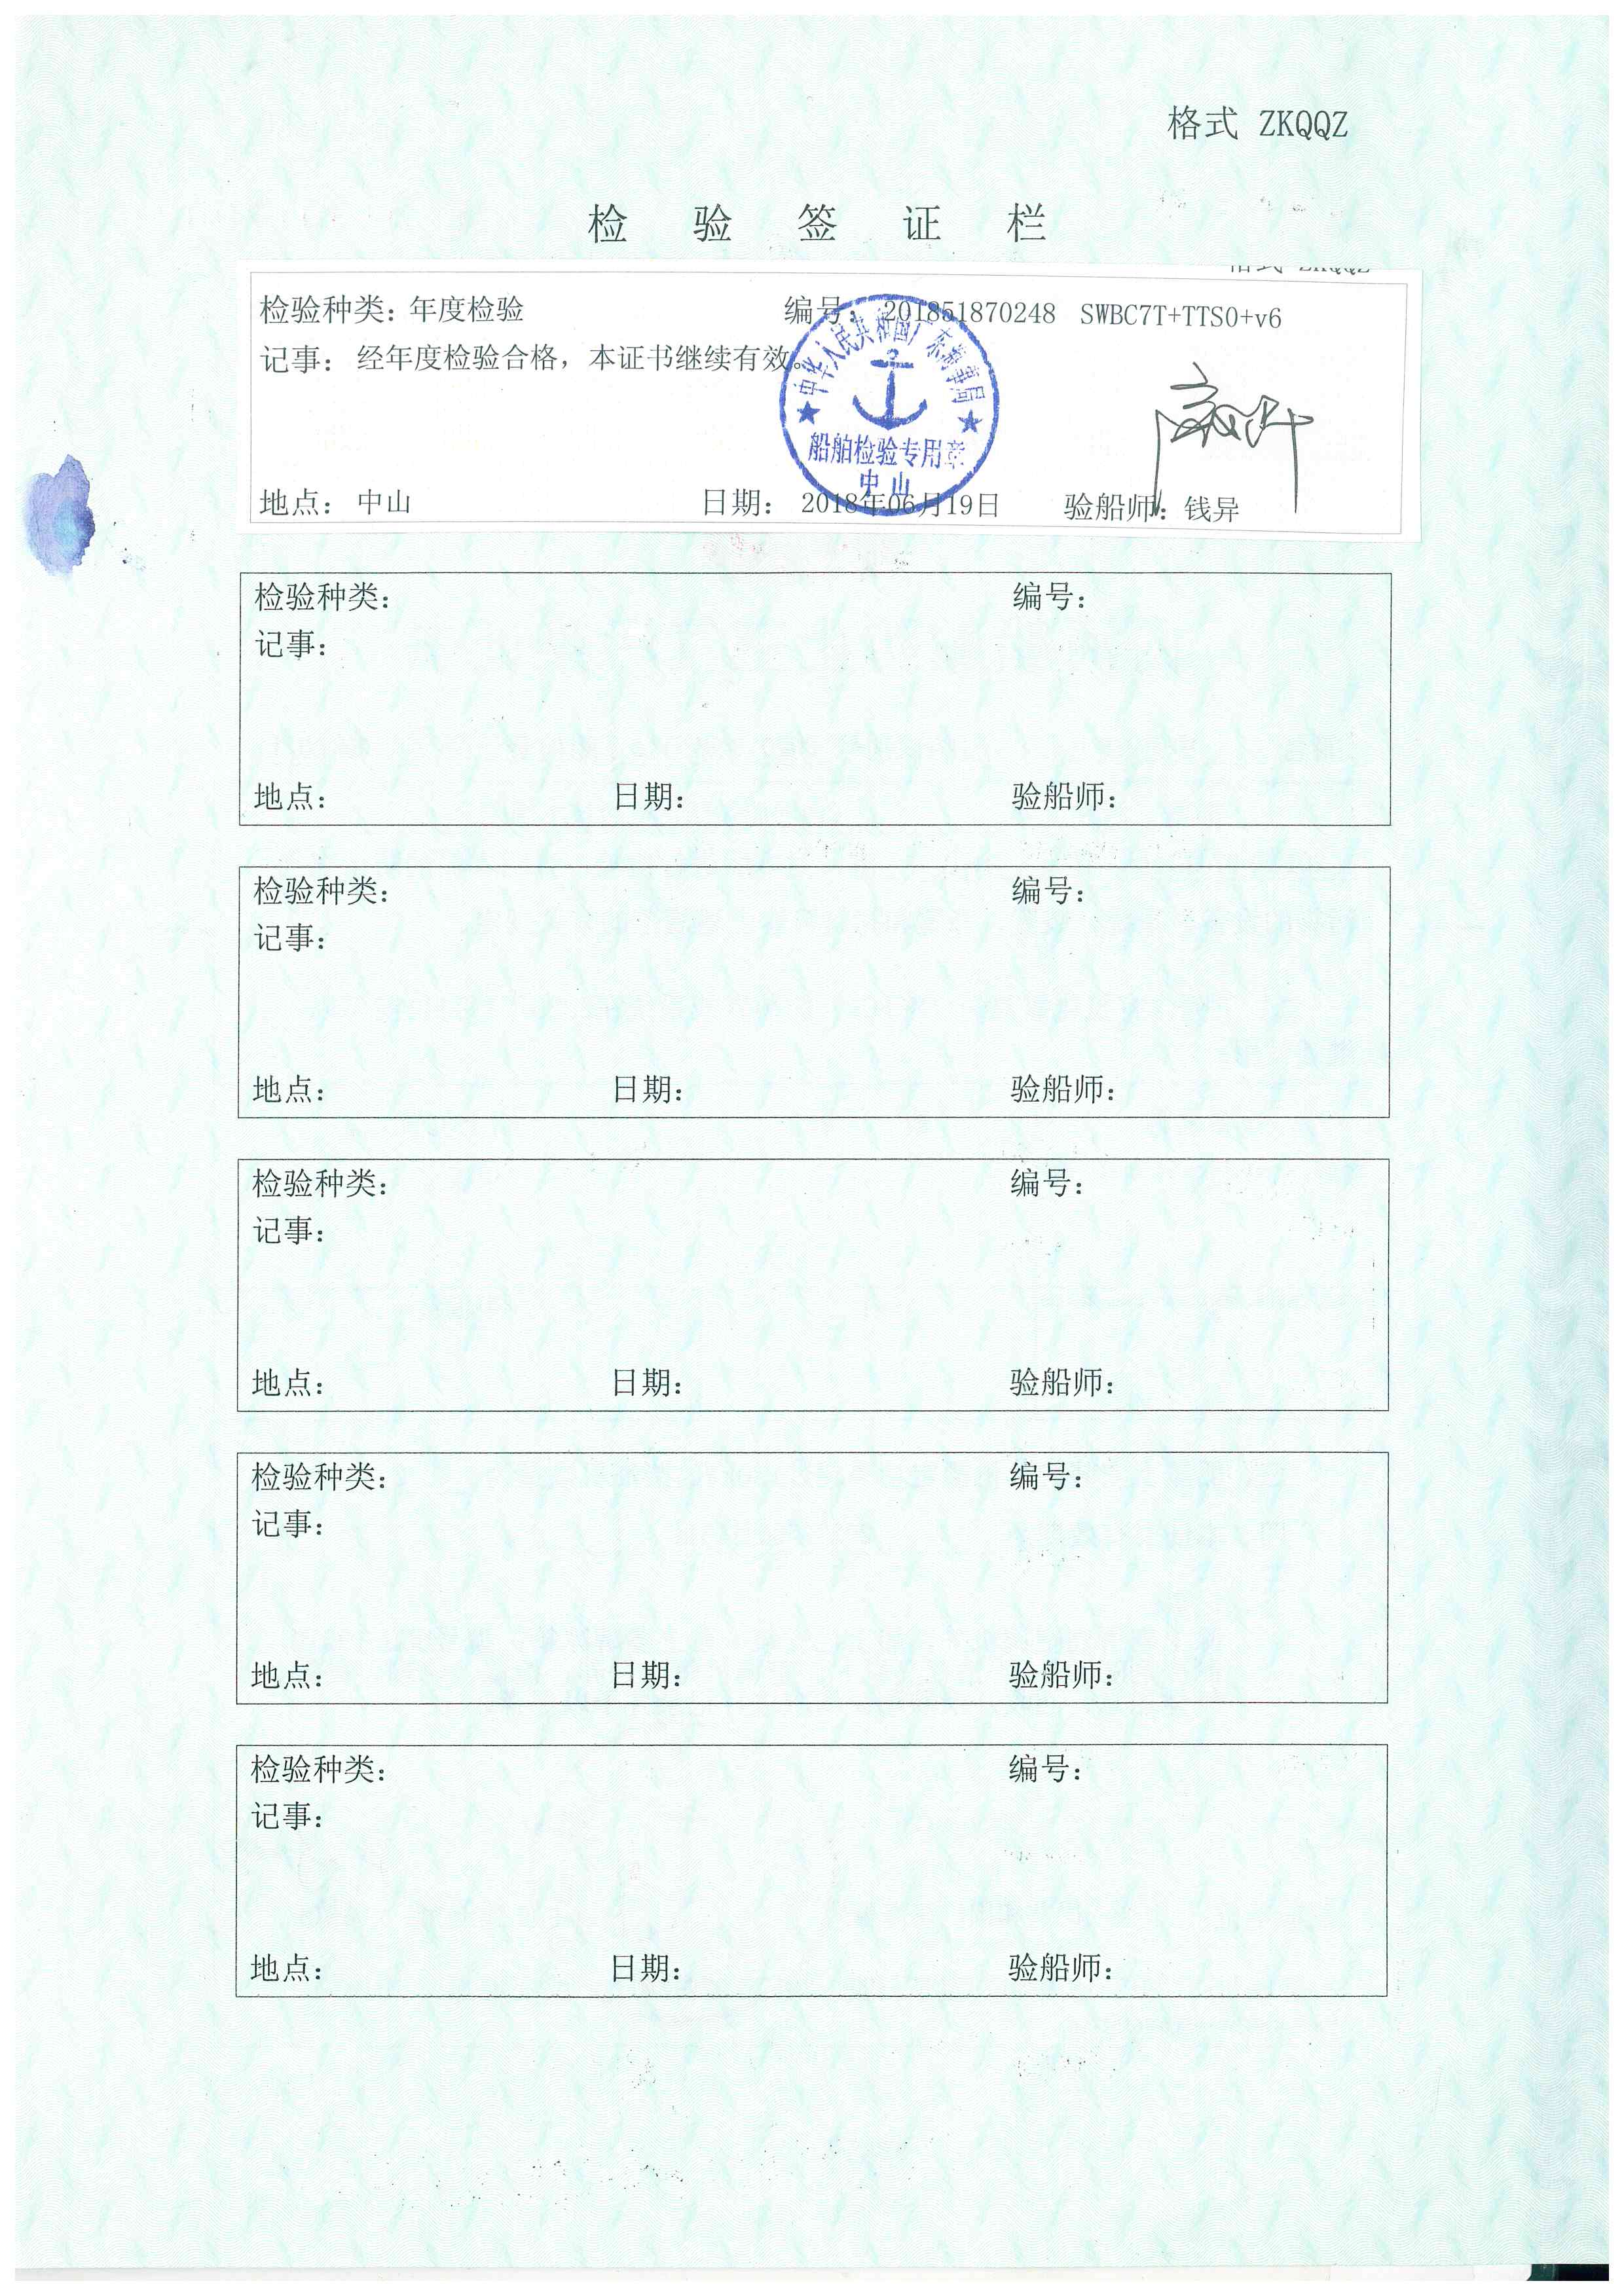 格式 ZKQQZ
检 验 签 证 栏
检验种类：年度检验 编号：201851870248 SWBC7T+TTS0+v6
记事：经年度检验合格，本证书继续有效。
中华人民共和国广东海事局
船舶检验专用章
中山
地点：中山 日期：2018年06月19日 验船师：钱异
检验种类： 编号：
记事：
地点： 日期： 验船师：
检验种类： 编号：
记事：
地点： 日期： 验船师：
检验种类： 编号：
记事：
地点： 日期： 验船师：
检验种类： 编号：
记事：
地点： 日期： 验船师：
检验种类： 编号：
记事：
地点： 日期： 验船师：